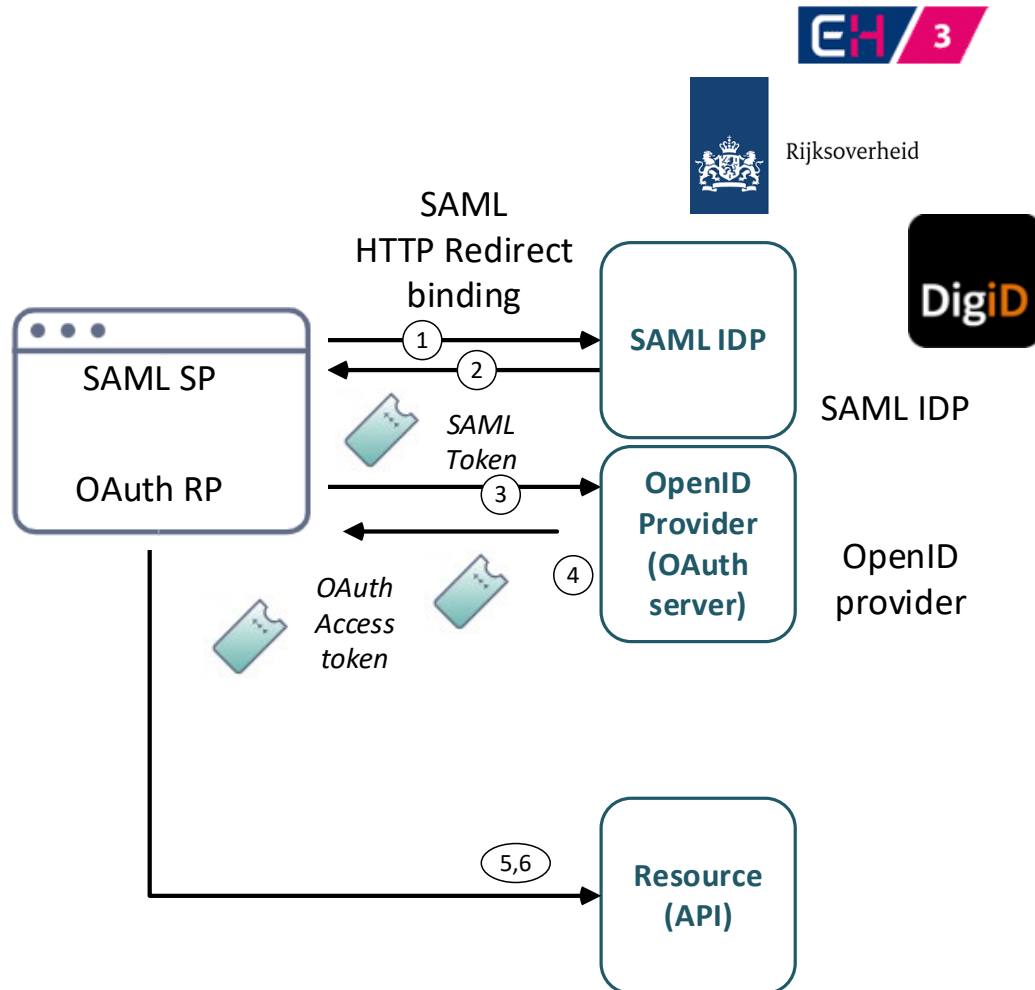 EH 3
Rijksoverheid
SAML
HTTP Redirect
binding
DigiD
1
SAML IDP
2
SAML SP
SAML IDP
SAML
Token
OAuth RP
3
OpenID
Provider
(OAuth
server)
OpenID
provider
4
OAuth
Access
token
5,6
Resource
(API)